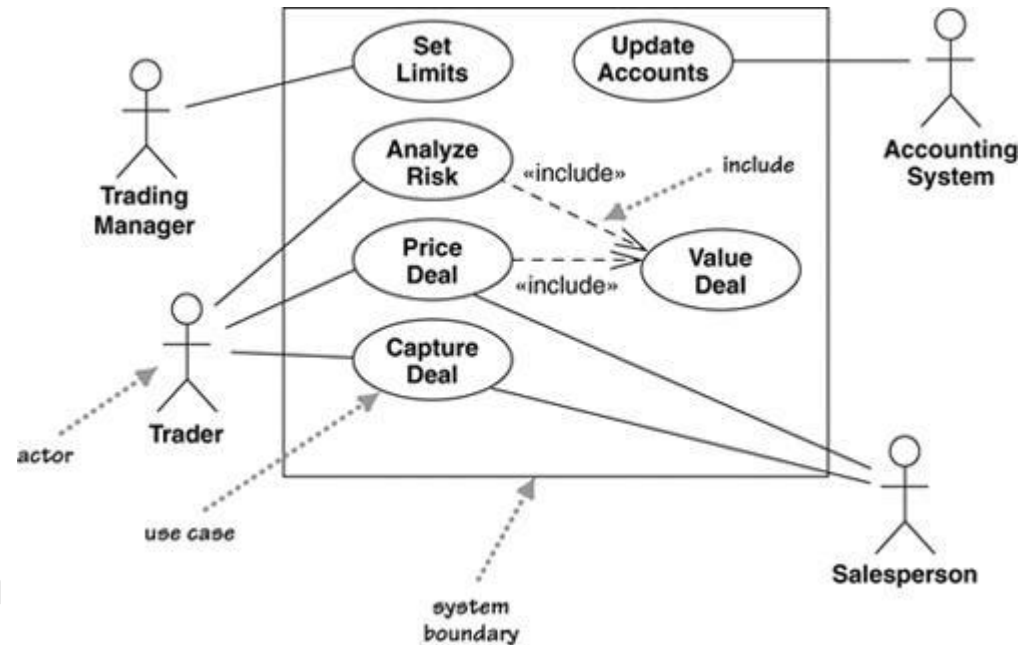 Set
Limits
Update
Accounts
Trading
Manager
Accounting
System
Analyze
Risk
«include»
include
Price
Deal
«include»
Value
Deal
Capture
Deal
Trader
actor
use case
Salesperson
system
boundary